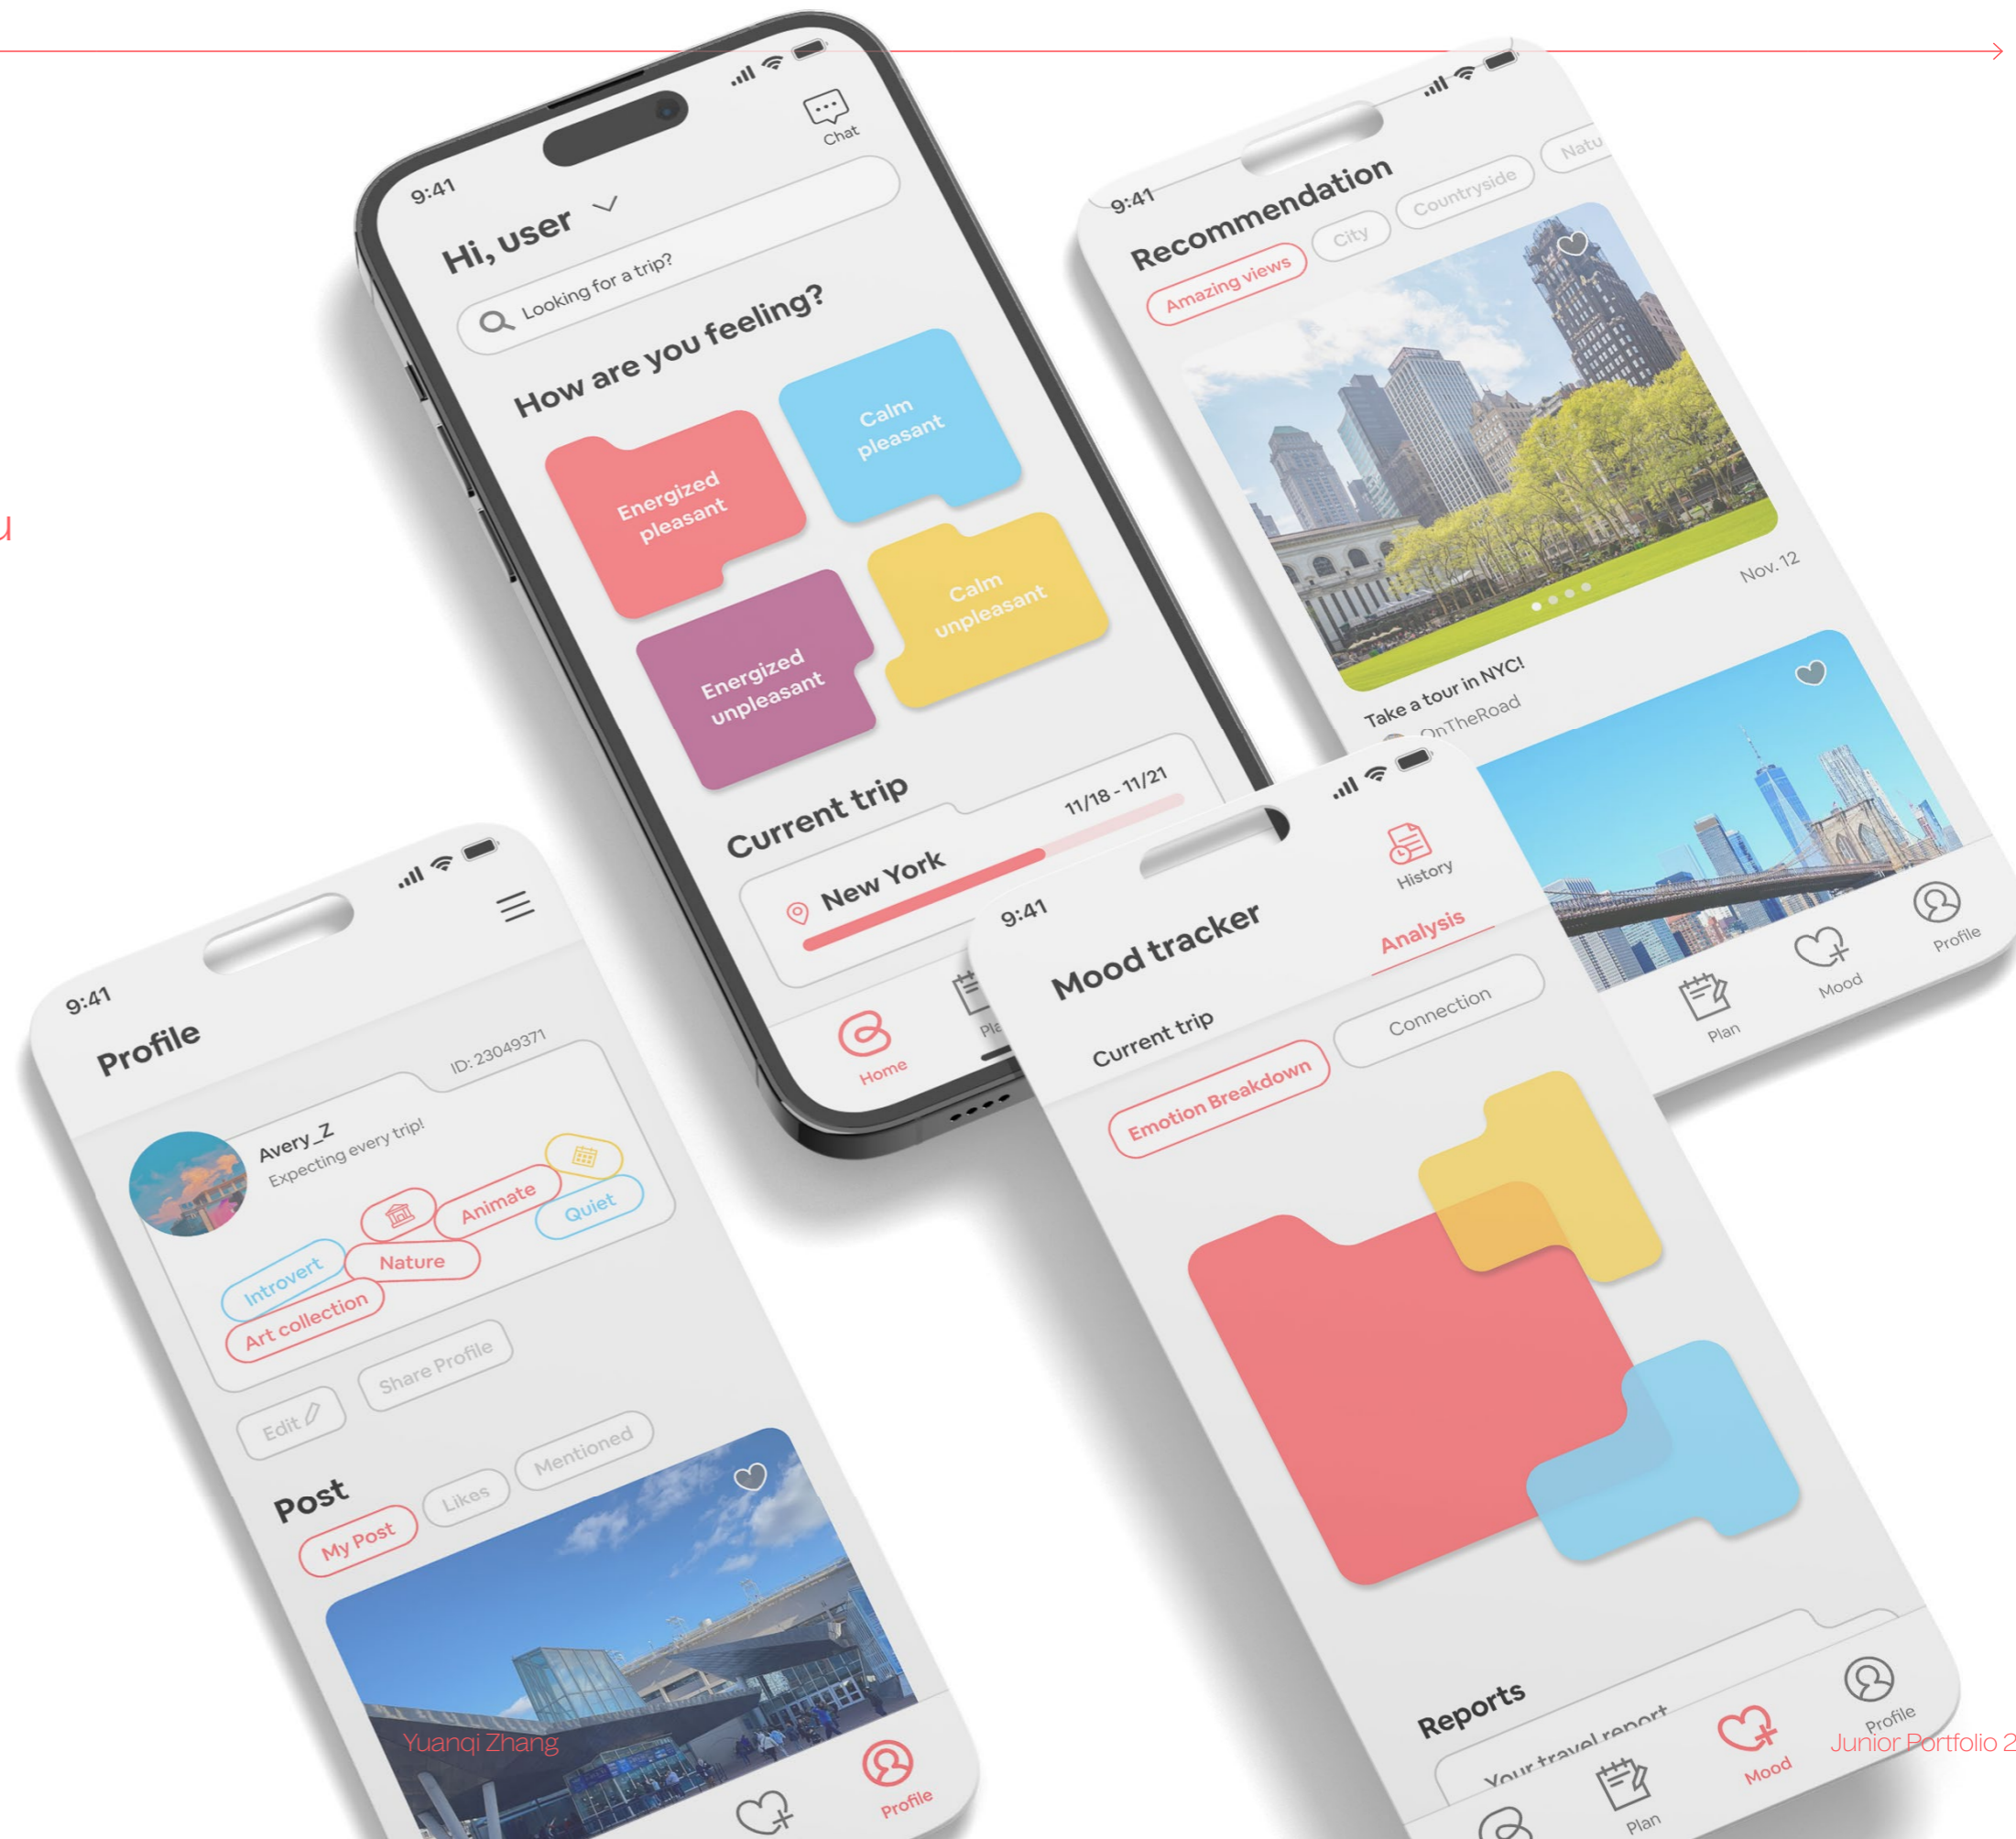 9:41
Chat
Hi, user
Looking for a trip?
How are you feeling?
Energized
pleasant
Calm
pleasant
Energized
unpleasant
Calm
unpleasant
Current trip
11/18 - 11/21
New York
Home
9:41
Recommendation
Amazing views
City
Countryside
Nov. 12
Take a tour in NYC!
OnTheRoad
Plan
Mood
Profile
9:41
Profile
ID: 23049371
Avery_Z
Expecting every trip!
Animate
Quiet
Introvert
Nature
Art collection
Edit
Share Profile
Post
My Post
Likes
Mentioned
Profile
9:41
History
Mood tracker
Analysis
Current trip
Emotion Breakdown
Connection
Reports
Your travel report
Plan
Mood
Profile
Yuanqi Zhang
Junior Portfolio 2